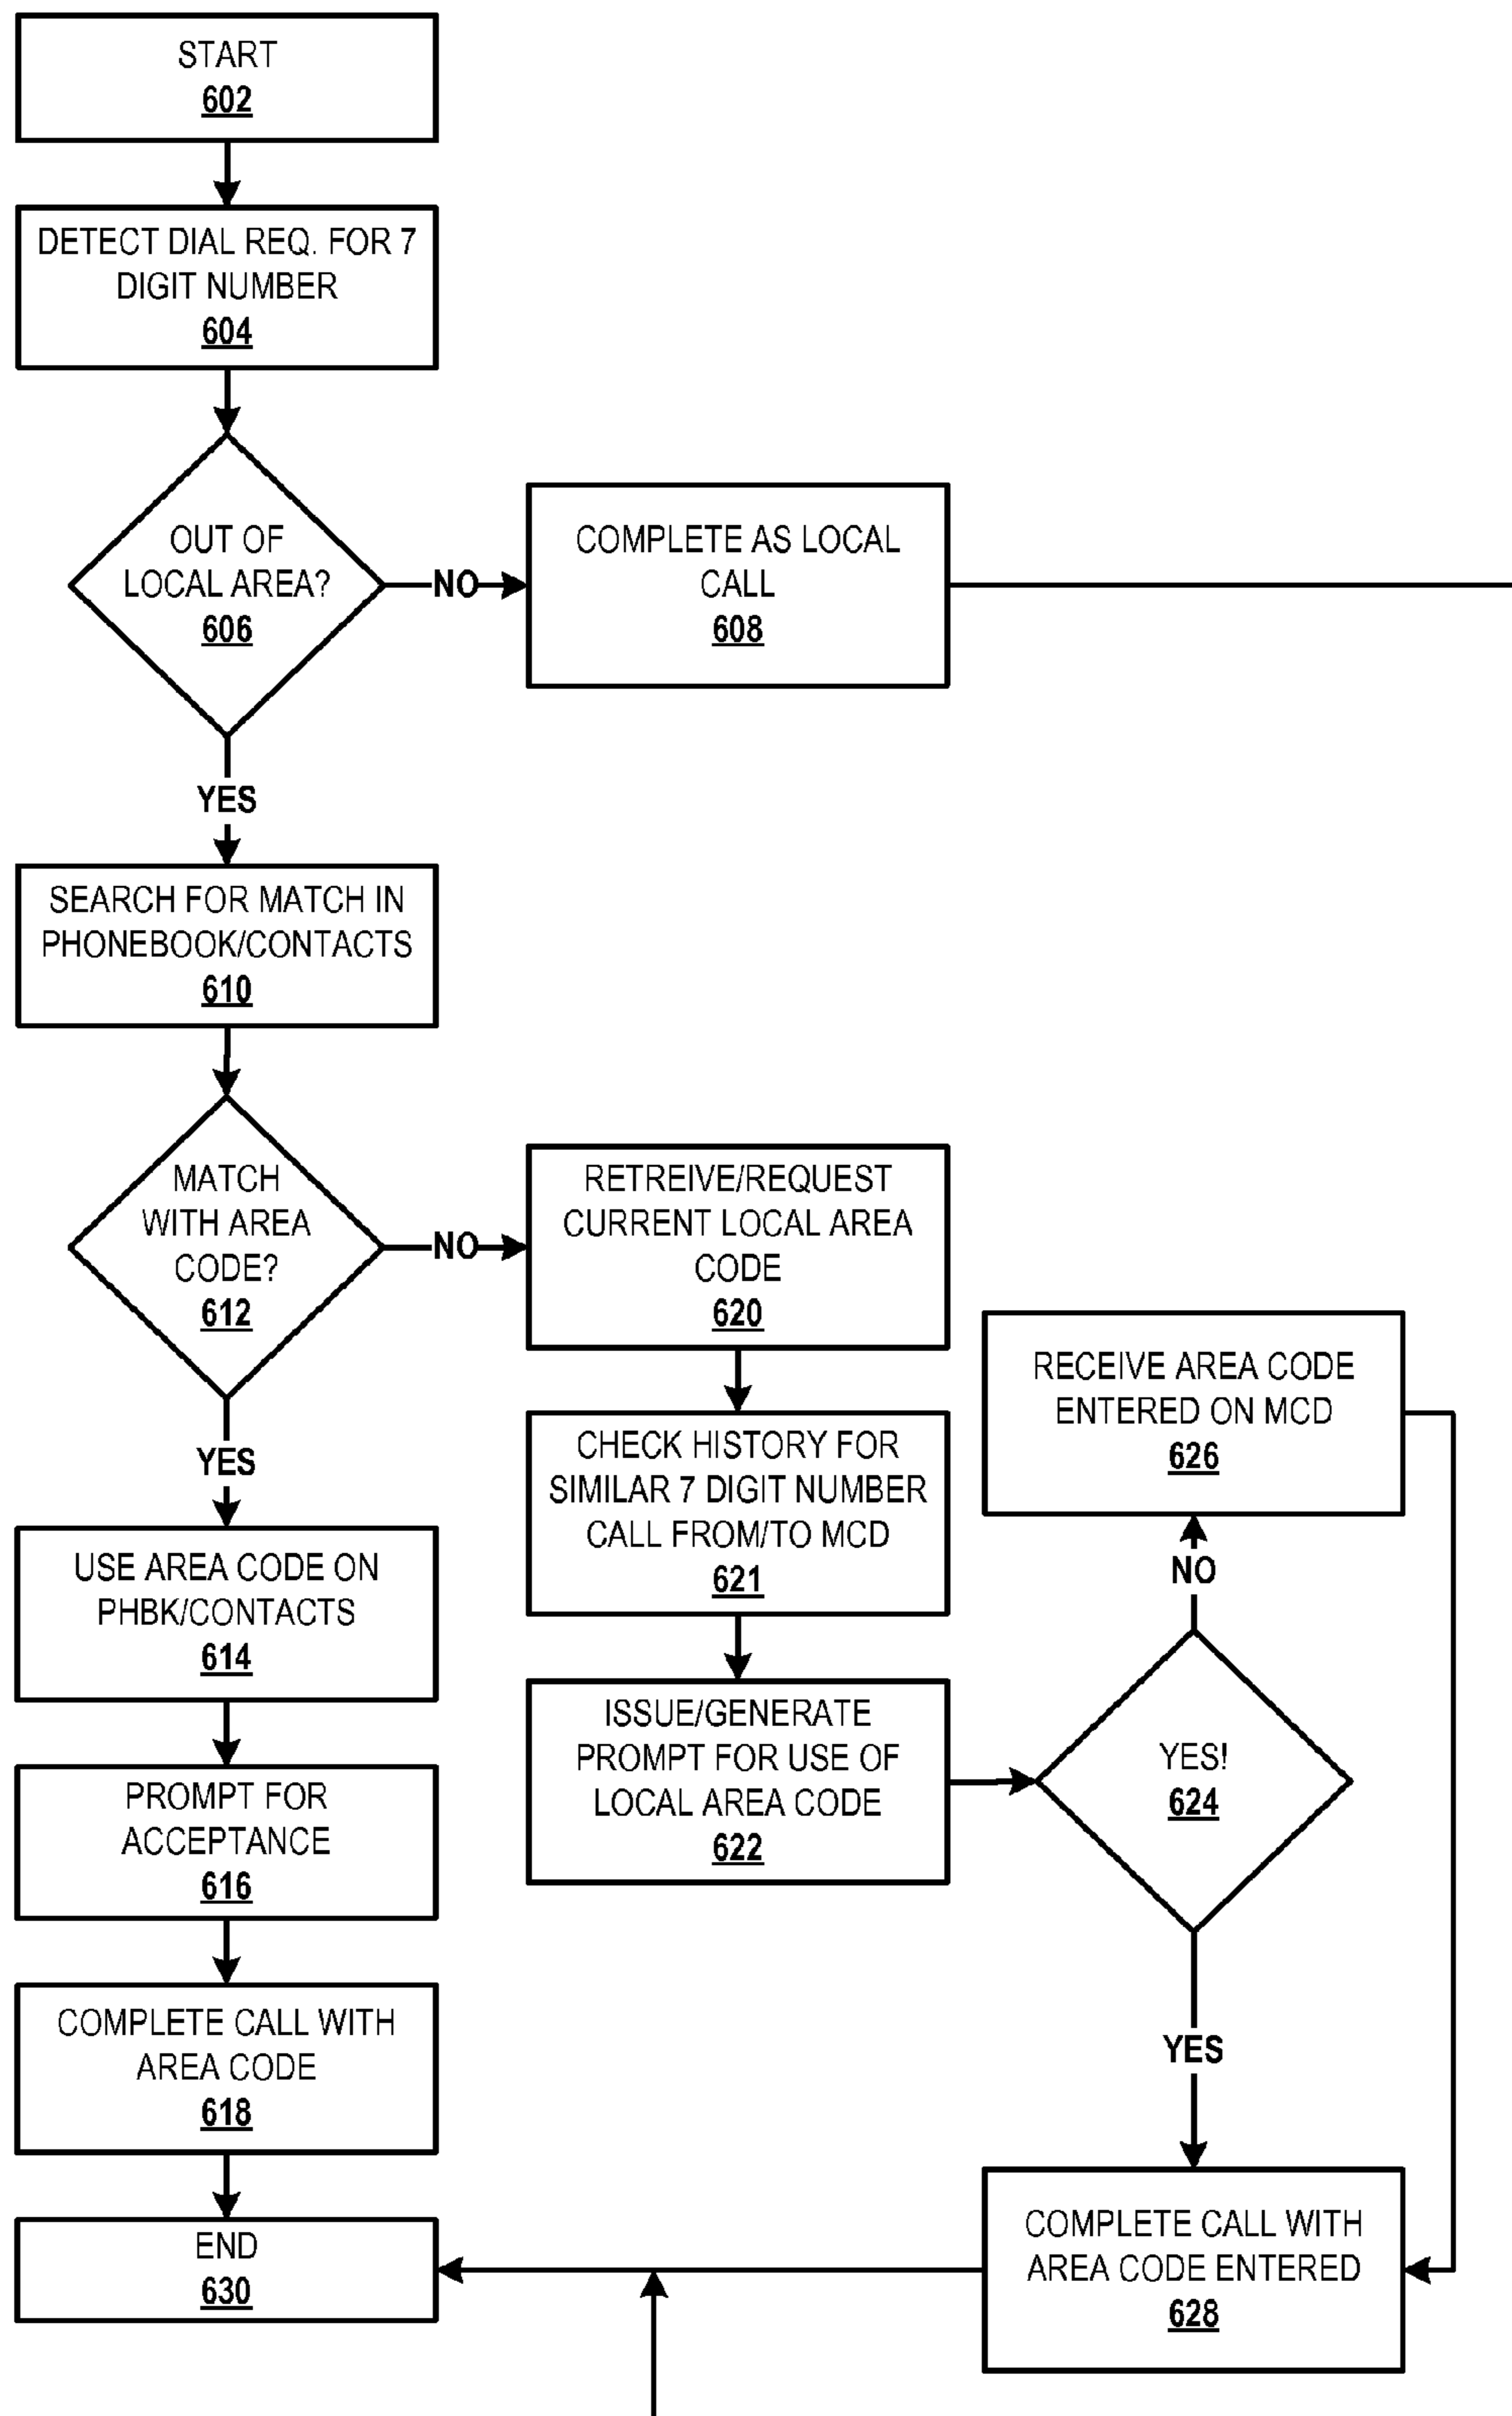 START
602
DETECT DIAL REQ. FOR 7
DIGIT NUMBER
604
OUT OF
LOCAL AREA?
606
NO
COMPLETE AS LOCAL
CALL
608
YES
SEARCH FOR MATCH IN
PHONEBOOK/CONTACTS
610
MATCH
WITH AREA
CODE?
612
NO
RETREIVE/REQUEST
CURRENT LOCAL AREA
CODE
620
CHECK HISTORY FOR
SIMILAR 7 DIGIT NUMBER
CALL FROM/TO MCD
621
ISSUE/GENERATE
PROMPT FOR USE OF
LOCAL AREA CODE
622
YES!
624
NO
RECEIVE AREA CODE
ENTERED ON MCD
626
YES
COMPLETE CALL WITH
AREA CODE ENTERED
628
YES
USE AREA CODE ON
PHBK/CONTACTS
614
PROMPT FOR
ACCEPTANCE
616
COMPLETE CALL WITH
AREA CODE
618
END
630